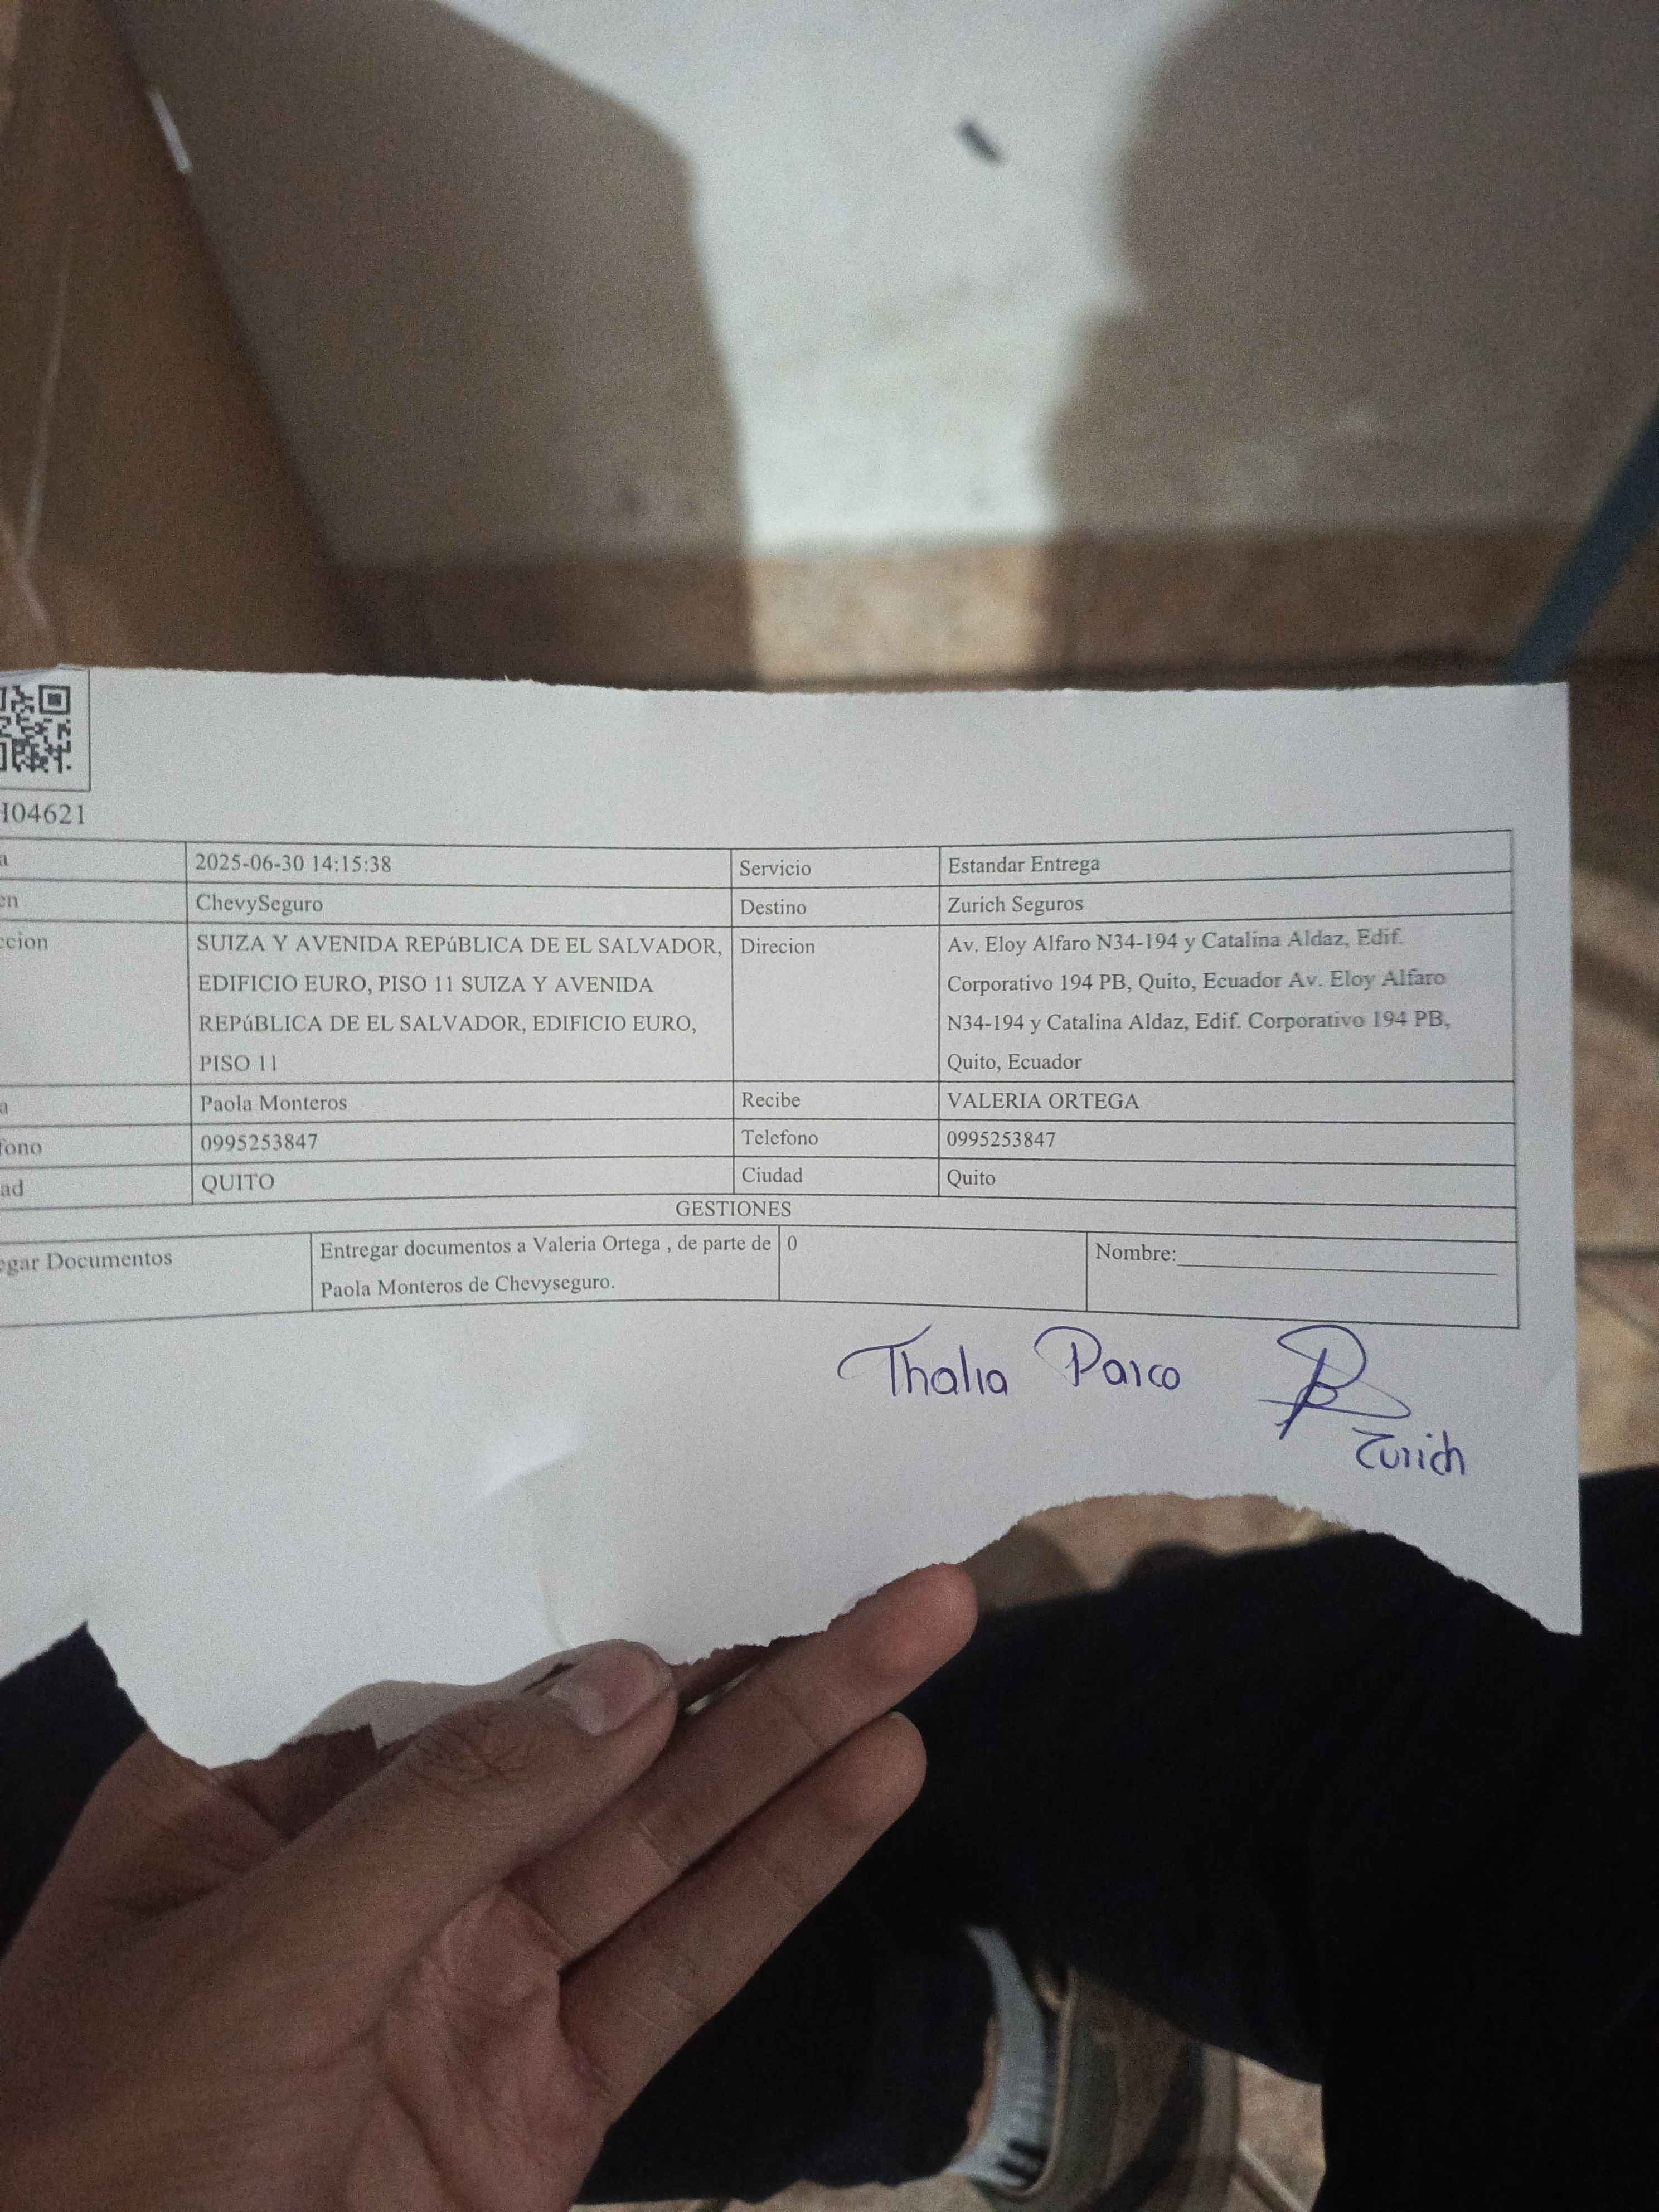 H04621
a 2025-06-30 14:15:38 Servicio Estandar Entrega
en ChevySeguro Destino Zurich Seguros
ccion SUIZA Y AVENIDA REPúBLICA DE EL SALVADOR, Direcion Av. Eloy Alfaro N34-194 y Catalina Aldaz, Edif.
EDIFICIO EURO, PISO 11 SUIZA Y AVENIDA Corporativo 194 PB, Quito, Ecuador Av. Eloy Alfaro
REPúBLICA DE EL SALVADOR, EDIFICIO EURO, N34-194 y Catalina Aldaz, Edif. Corporativo 194 PB,
PISO 11 Quito, Ecuador
a Paola Monteros Recibe VALERIA ORTEGA
fono 0995253847 Telefono 0995253847
ad QUITO Ciudad Quito
GESTIONES
egar Documentos Entregar documentos a Valeria Ortega , de parte de 0 Nombre:
Paola Monteros de Chevyseguro.
Thalia Parco
Zurich